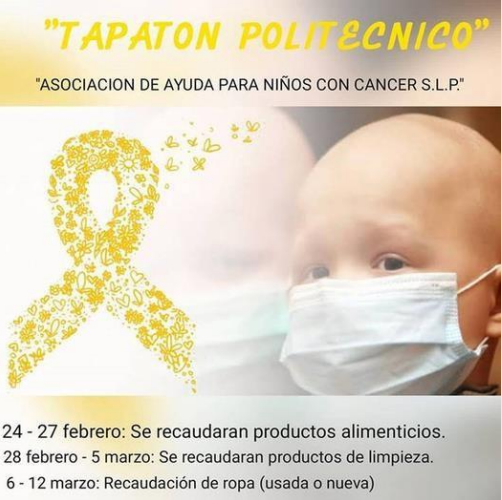 "TAPATON POLITECNICO"
"ASOCIACION DE AYUDA PARA NIÑOS CON CANCER S.L.P."
24 - 27 febrero: Se recaudaran productos alimenticios.
28 febrero - 5 marzo: Se recaudaran productos de limpieza.
6 - 12 marzo: Recaudación de ropa (usada o nueva)